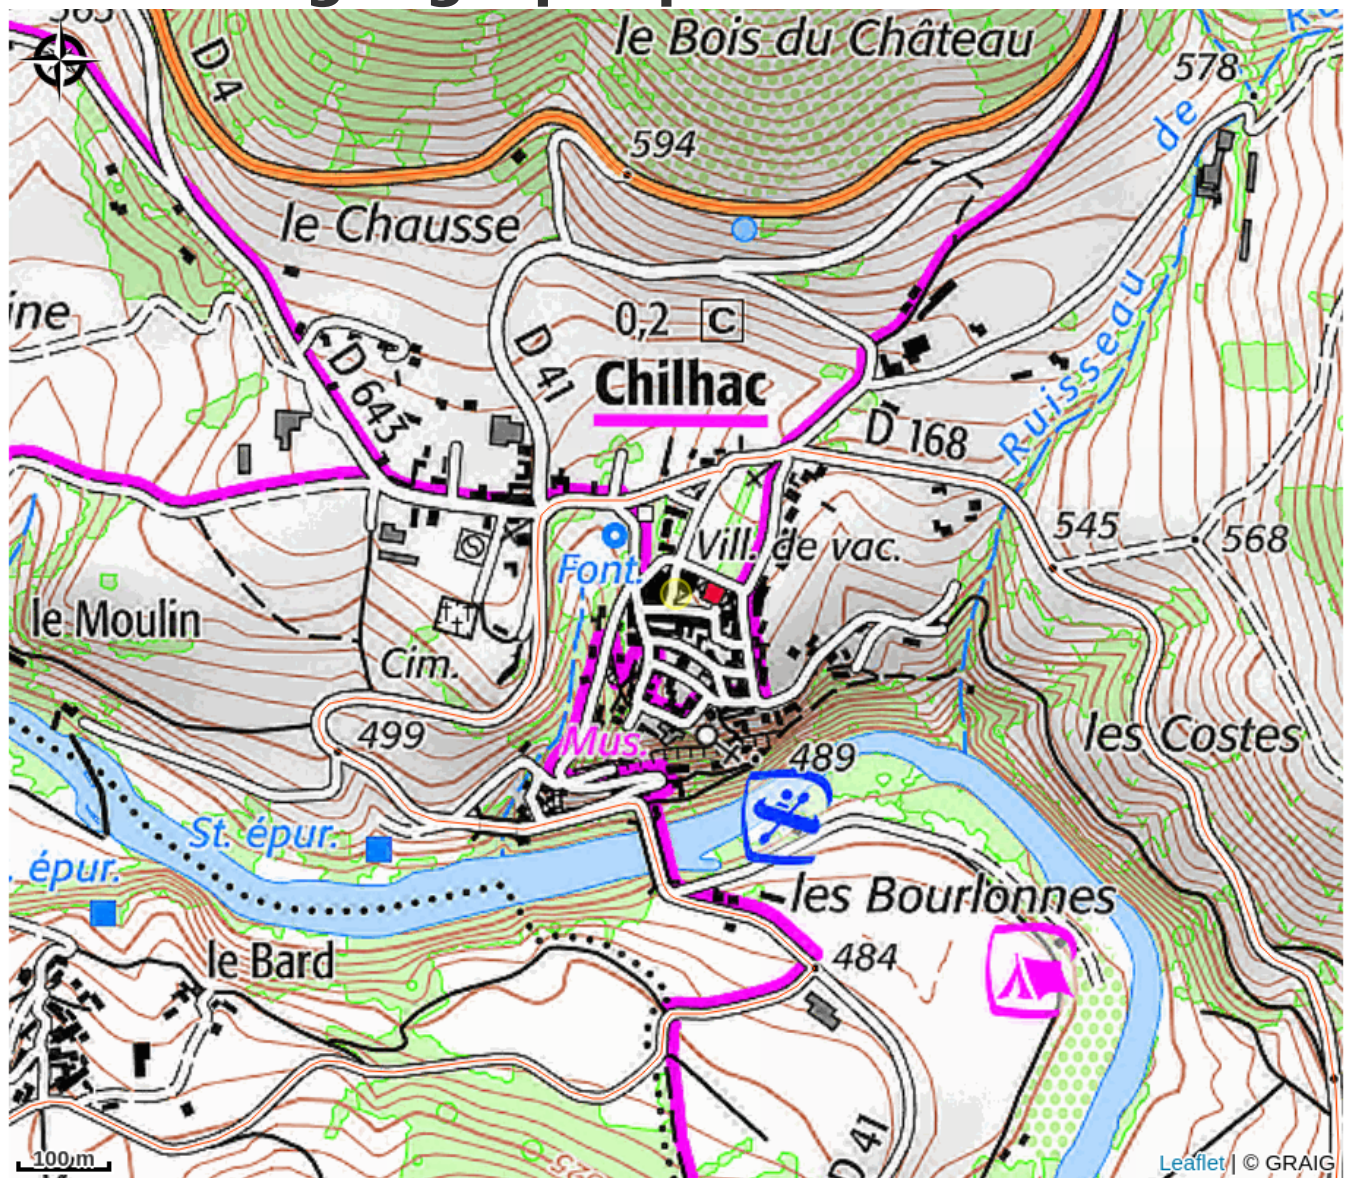 le Bois du Château
D 4
578
594
de
le Chausse
ine
0,2 C
D 41
Chilhac
D 643
D 168
Ruisseau
545
568
Vill. de vac.
Font.
le Moulin
Cim.
499
Mus.
489
les Costes
St. épur.
épur.
les Bourlonnes
le Bard
484
D 41
525
100 m
Leaflet | © GRAIG